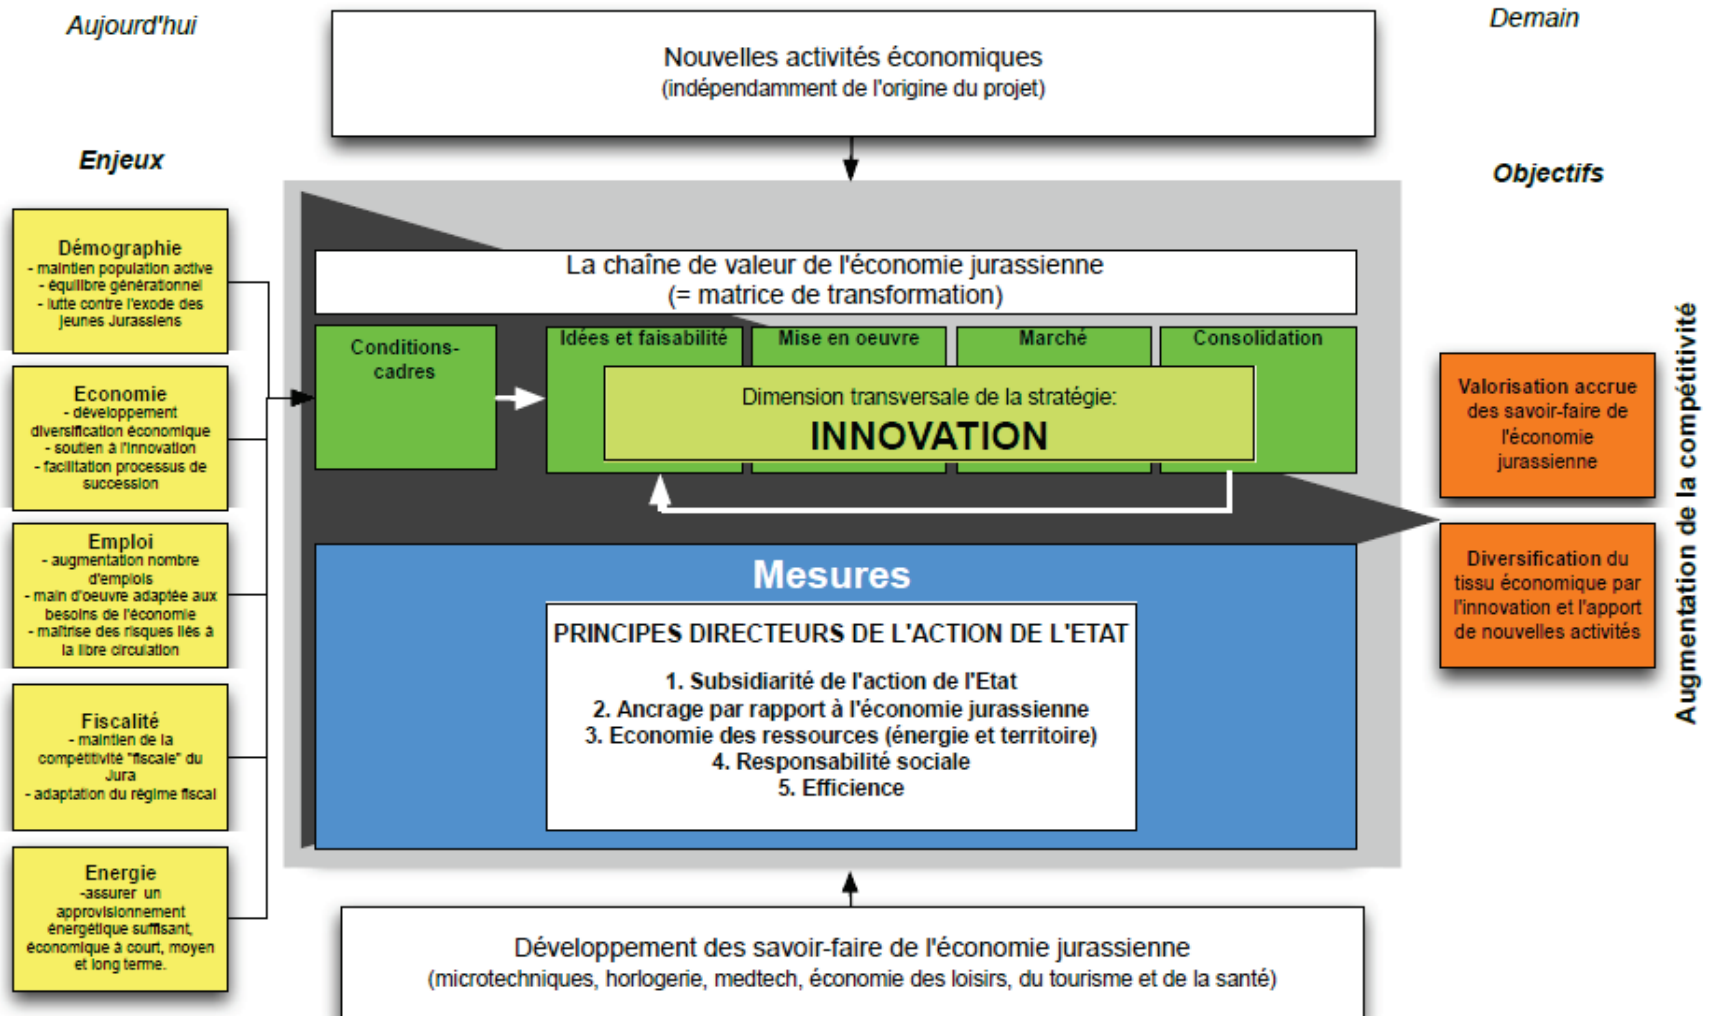 Aujourd'hui
Demain
Nouvelles activités économiques
(indépendamment de l'origine du projet)
Enjeux
Objectifs
Démographie
- maintien population active
- équilibre générationnel
- lutte contre l'exode des
jeunes Jurassiens
Economie
- développement
diversification économique
- soutien à l'innovation
- facilitation processus de
succession
Emploi
- augmentation nombre
d'emplois
- main d'oeuvre adaptée aux
besoins de l'économie
- maîtrise des risques liés à
la libre circulation
Fiscalité
- maintien de la
compétitivité "fiscale" du
Jura
- adaptation du régime fiscal
Energie
-assurer un
approvisionnement
énergétique suffisant,
économique à court, moyen
et long terme.
La chaîne de valeur de l'économie jurassienne
(= matrice de transformation)
Conditions-
cadres
Idées et faisabilité
Mise en oeuvre
Marché
Consolidation
Dimension transversale de la stratégie:
INNOVATION
Mesures
PRINCIPES DIRECTEURS DE L'ACTION DE L'ETAT
1. Subsidiarité de l'action de l'Etat
2. Ancrage par rapport à l'économie jurassienne
3. Economie des ressources (énergie et territoire)
4. Responsabilité sociale
5. Efficience
Développement des savoir-faire de l'économie jurassienne
(microtechniques, horlogerie, medtech, économie des loisirs, du tourisme et de la santé)
Valorisation accrue
des savoir-faire de
l'économie
jurassienne
Diversification du
tissu économique par
l'innovation et l'apport
de nouvelles activités
Augmentation de la compétitivité